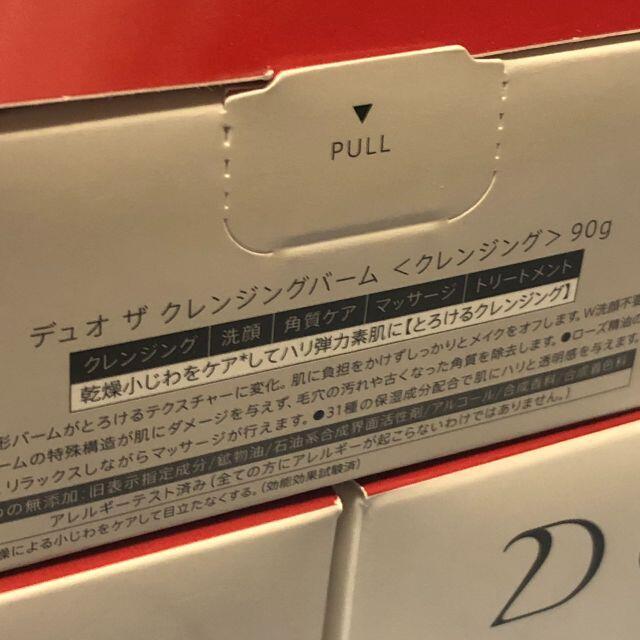 ▼
PULL
デュオ ザ クレンジングバーム <クレンジング> 90g
クレンジング 洗顔 角質ケア マッサージ トリートメント
乾燥小じわをケア*してハリ弾力素肌に【とろけるクレンジング】
形バームがとろけるテクスチャーに変化。肌に負担をかけずしっかりとメイクをオフします。W洗顔不要
ームの特殊構造が肌にダメージを与えず、毛穴の汚れや古くなった角質を除去します。●ローズ精油の
リラックスしながらマッサージが行えます。●31種の保湿成分配合で肌にハリと透明感を与えます。
の無添加:旧表示指定成分/鉱物油/石油系合成界面活性剤/アルコール/合成香料/合成着色料
アレルギーテスト済み(全ての方にアレルギーが起こらないわけではありません。)
燥による小じわをケアして目立たなくする。(効能効果試験済)
D